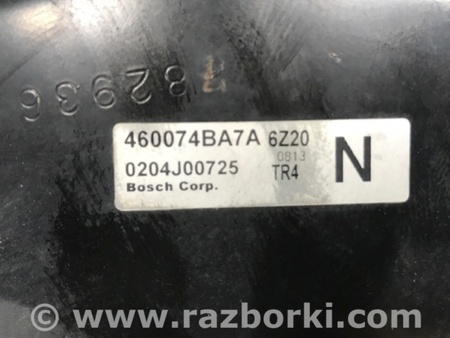 82936
460074BA7A 6Z20
0813
0204J00725 TR4 N
Bosch Corp.
© www.razborki.com